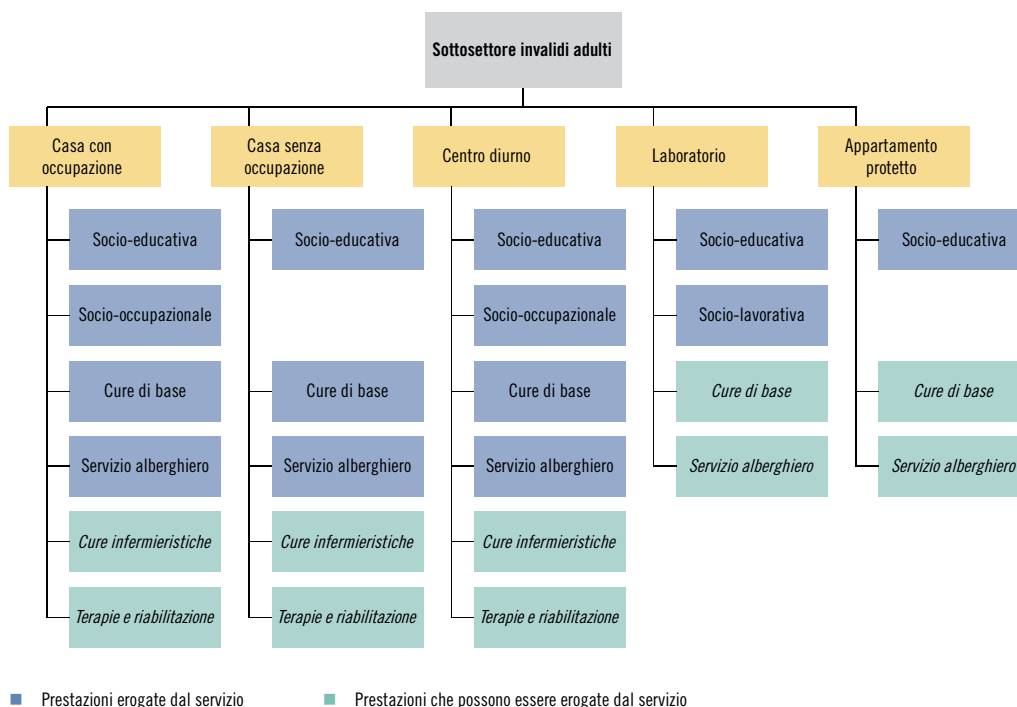 Sottosettore invalidi adulti
Casa con
occupazione
Casa senza
occupazione
Centro diurno
Laboratorio
Appartamento
protetto
Socio-educativa
Socio-educativa
Socio-educativa
Socio-educativa
Socio-educativa
Socio-occupazionale
Socio-occupazionale
Socio-lavorativa
Cure di base
Cure di base
Cure di base
Cure di base
Cure di base
Servizio alberghiero
Servizio alberghiero
Servizio alberghiero
Servizio alberghiero
Servizio alberghiero
Cure infermieristiche
Cure infermieristiche
Cure infermieristiche
Terapie e riabilitazione
Terapie e riabilitazione
Terapie e riabilitazione
Prestazioni erogate dal servizio
Prestazioni che possono essere erogate dal servizio